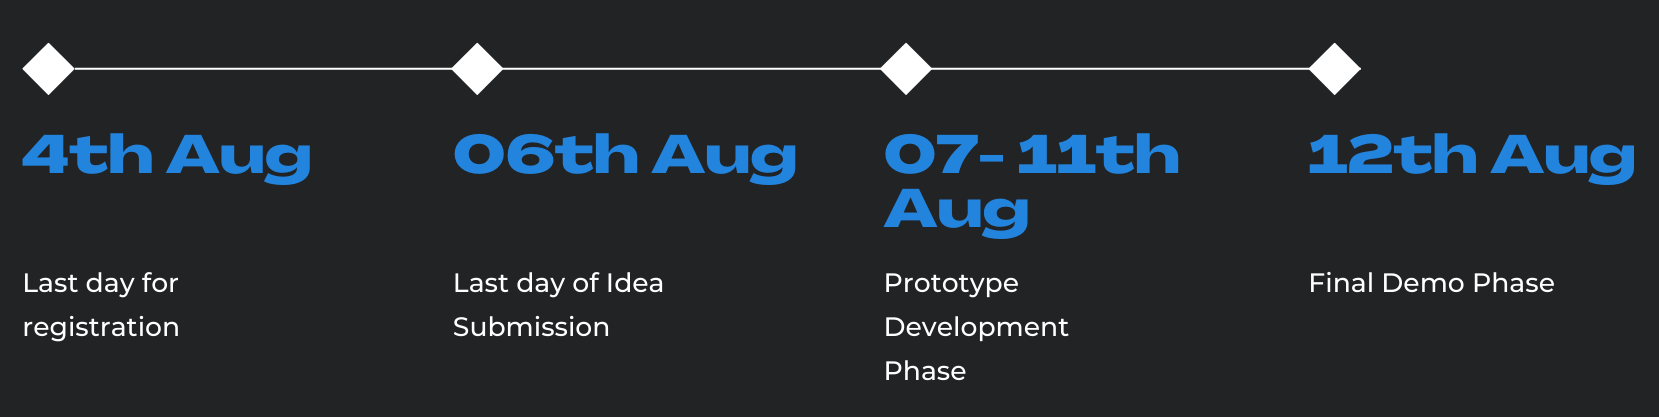 4th Aug
Last day for
registration
06th Aug
Last day of Idea
Submission
07- 11th
Aug
Prototype
Development
Phase
12th Aug
Final Demo Phase